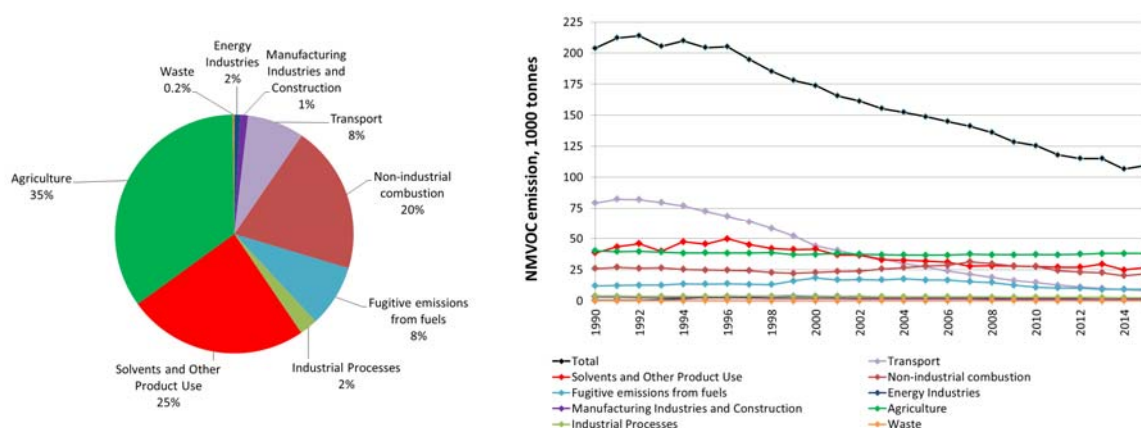 Energy
Industries
2%
Manufacturing
Industries and
Construction
1%
Waste
0.2%
Transport
8%
Agriculture
35%
Non-industrial
combustion
20%
Fugitive emissions
from fuels
8%
Industrial Processes
2%
Solvents and Other
Product Use
25%
NMVOC emission, 1000 tonnes
225
200
175
150
125
100
75
50
25
0
1990
1992
1994
1996
1998
2000
2002
2004
2006
2008
2010
2012
2014
Total
Transport
Solvents and Other Product Use
Non-industrial combustion
Fugitive emissions from fuels
Energy Industries
Manufacturing Industries and Construction
Agriculture
Industrial Processes
Waste